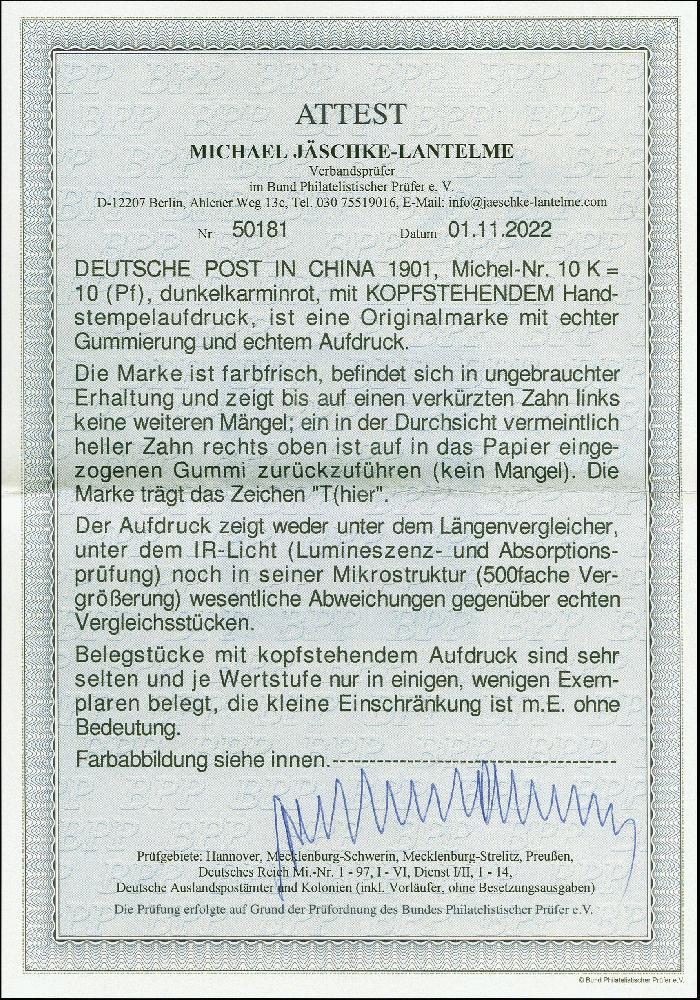 ATTEST
MICHAEL JÄSCHKE-LANTELME
Verbandsprüfer
im Bund Philatelistischer Prüfer e. V.
D-12207 Berlin, Ahlener Weg 13c, Tel. 030 75519016, E-Mail: info@jaeschke-lantelme.com
Nr 50181 Datum 01.11.2022
DEUTSCHE POST IN CHINA 1901, Michel-Nr. 10 K =
10 (Pf), dunkelkarminrot, mit KOPFSTEHENDEM Hand-
stempelaufdruck, ist eine Originalmarke mit echter
Gummierung und echtem Aufdruck.
Die Marke ist farbfrisch, befindet sich in ungebrauchter
Erhaltung und zeigt bis auf einen verkürzten Zahn links
keine weiteren Mängel; ein in der Durchsicht vermeintlich
heller Zahn rechts oben ist auf in das Papier einge-
zogenen Gummi zurückzuführen (kein Mangel). Die
Marke trägt das Zeichen "T(hier".
Der Aufdruck zeigt weder unter dem Längenvergleicher,
unter dem IR-Licht (Lumineszenz- und Absorptions-
prüfung) noch in seiner Mikrostruktur (500fache Ver-
größerung) wesentliche Abweichungen gegenüber echten
Vergleichsstücken.
Belegstücke mit kopfstehendem Aufdruck sind sehr
selten und je Wertstufe nur in einigen, wenigen Exem-
plaren belegt, die kleine Einschränkung ist m.E. ohne
Bedeutung.
Farbabbildung siehe innen.--------------------------------
Prüfgebiete: Hannover, Mecklenburg-Schwerin, Mecklenburg-Strelitz, Preußen,
Deutsches Reich Mi.-Nr. 1 - 97, I - VI, Dienst I/II, 1 - 14,
Deutsche Auslandspostämter und Kolonien (inkl. Vorläufer, ohne Besetzungsausgaben)
Die Prüfung erfolgte auf Grund der Prüfordnung des Bundes Philatelistischer Prüfer e.V.
© Bund Philatelistischer Prüfer e.V.